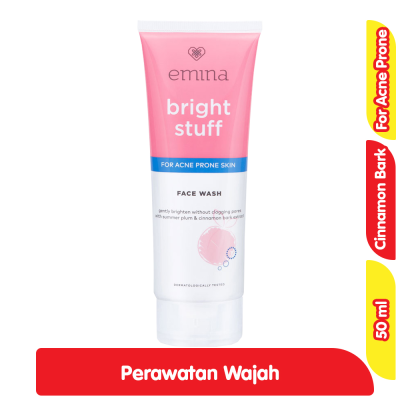 emina
bright
stuff
FOR ACNE PRONE SKIN
FACE WASH
gently brighten without clogging pores
with summer plum & cinnamon bark extract
DERMATOLOGICALLY TESTED
For Acne Prone
Cinnamon Bark
50 ml
Perawatan Wajah